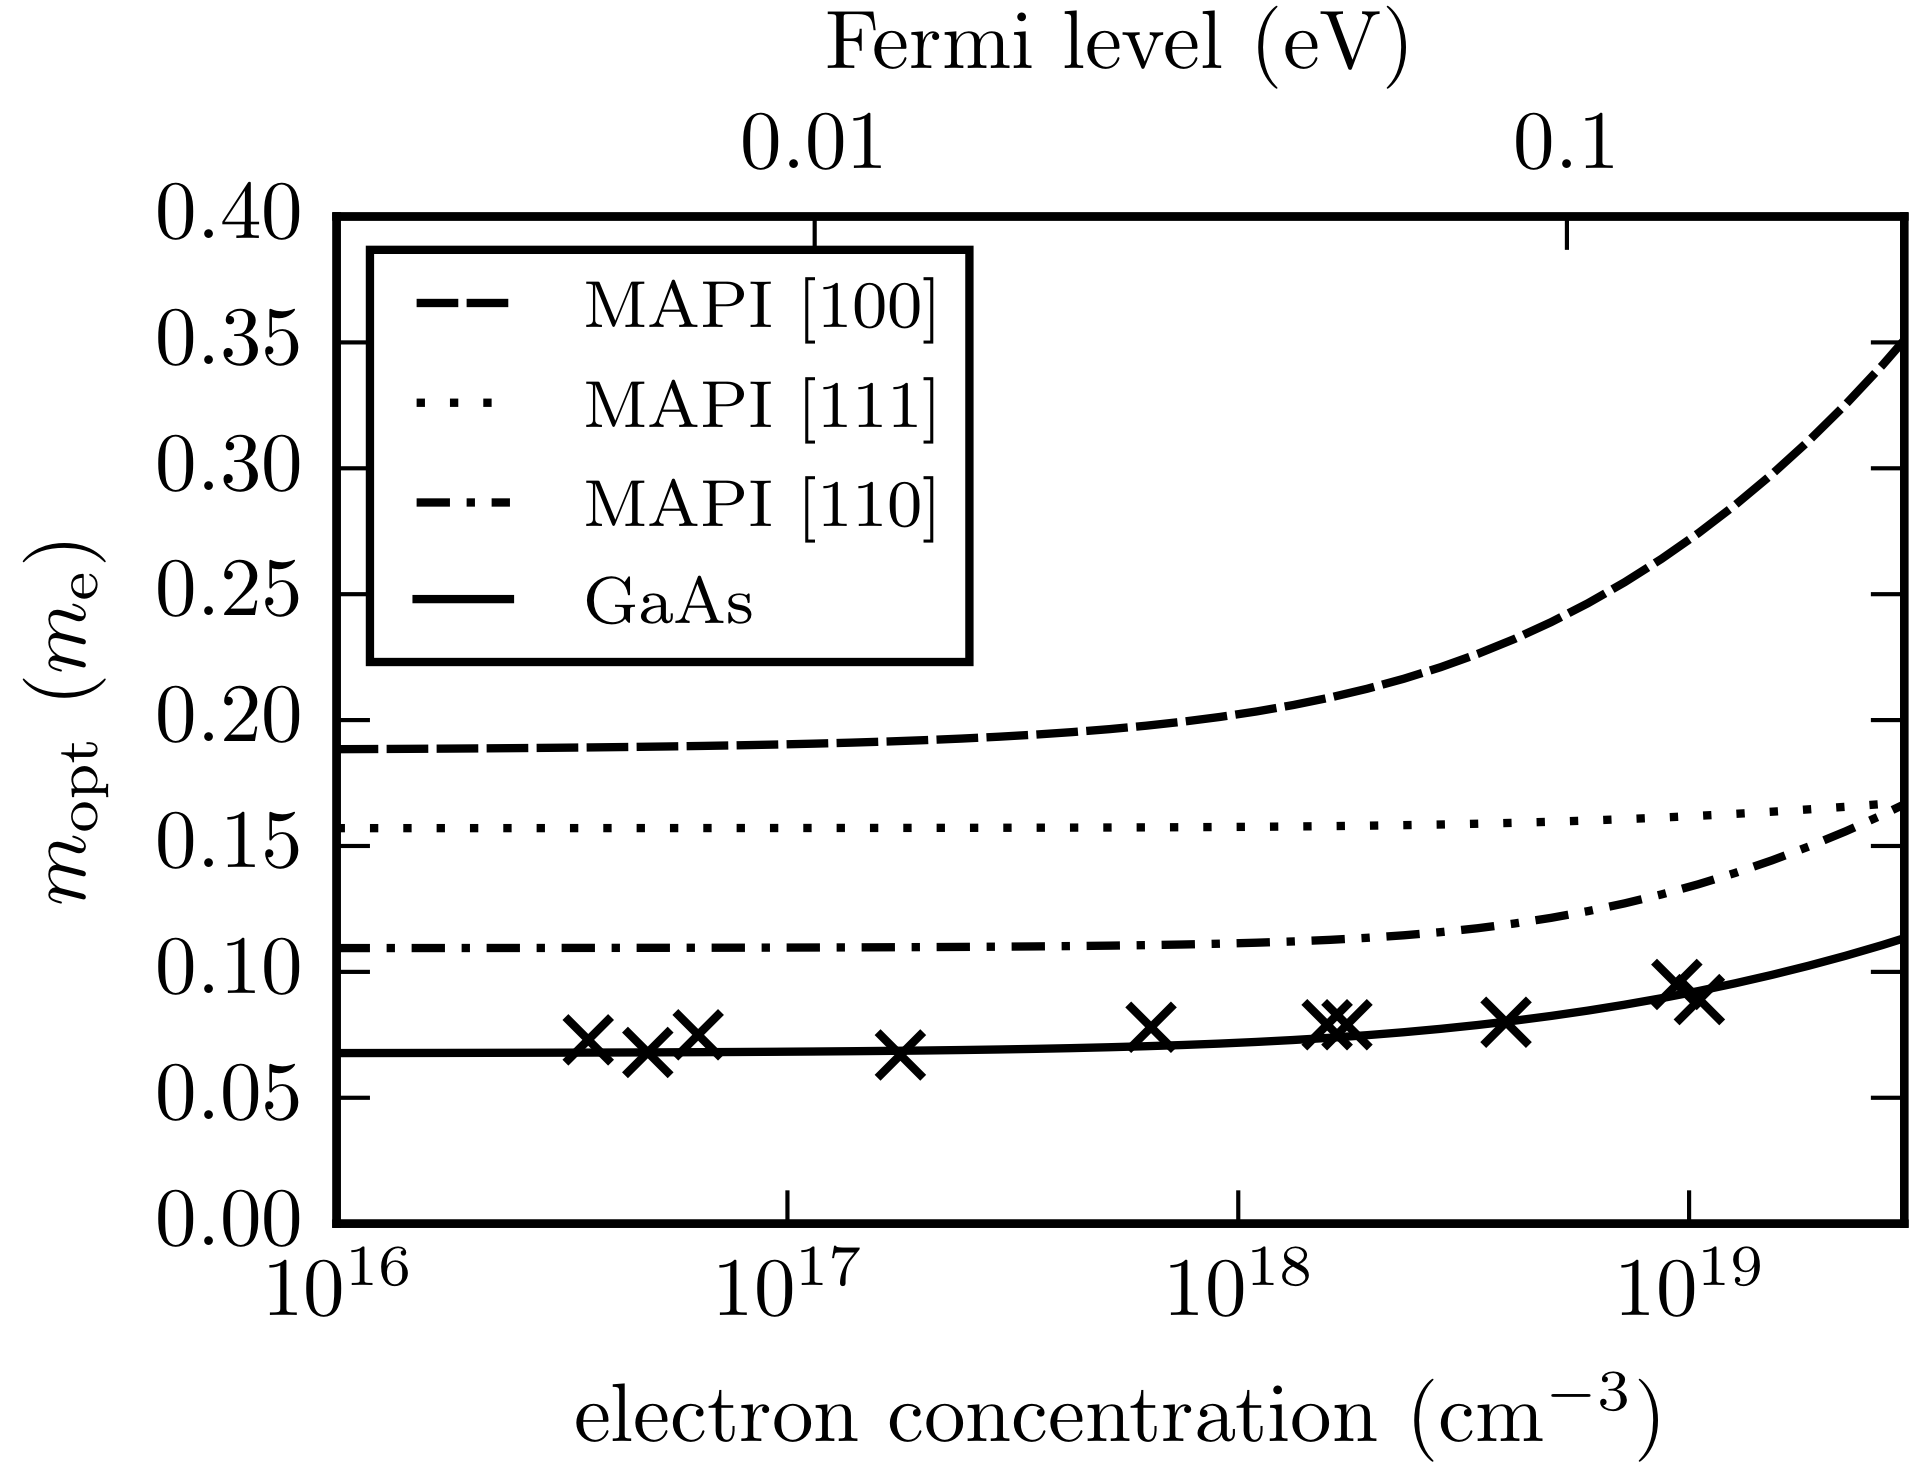 Fermi level (eV)
0.01 0.1
0.40
0.35
0.30
0.25
0.20
0.15
0.10
0.05
0.00
m_opt (m_e)
MAPI [100]
MAPI [111]
MAPI [110]
GaAs
10^16 10^17 10^18 10^19
electron concentration (cm^−3)